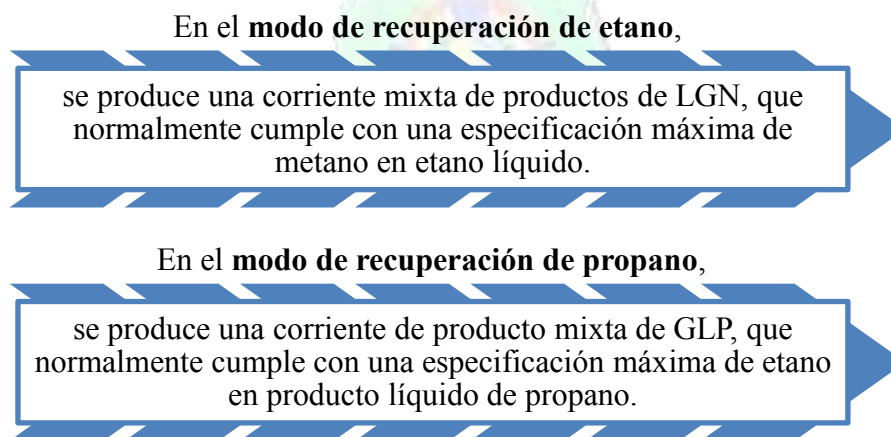 En el modo de recuperación de etano,
se produce una corriente mixta de productos de LGN, que
normalmente cumple con una especificación máxima de
metano en etano líquido.
En el modo de recuperación de propano,
se produce una corriente de producto mixta de GLP, que
normalmente cumple con una especificación máxima de etano
en producto líquido de propano.